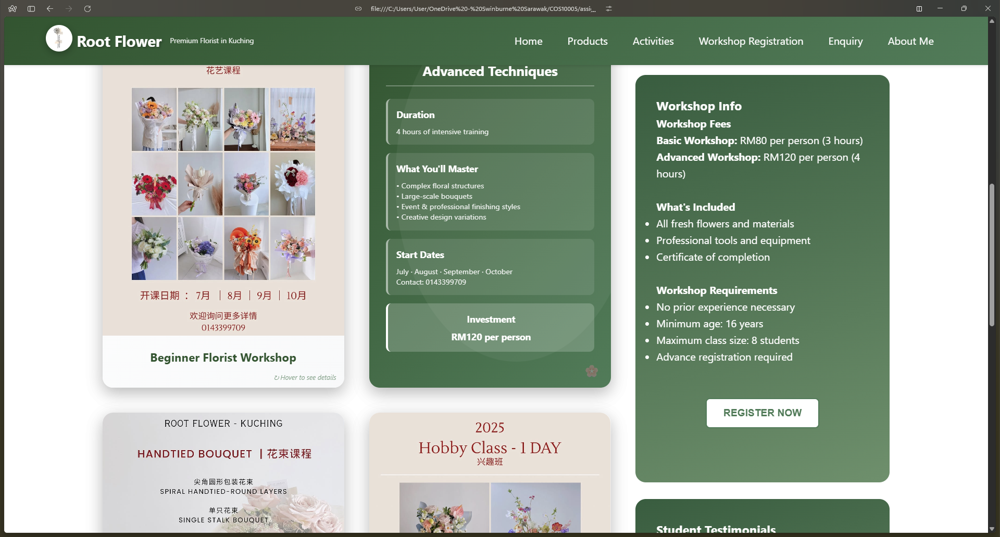 file:///C:/Users/User/OneDrive%20-%20Swinburne%20Sarawak/COS10005/assi...
Root Flower
Premium Florist in Kuching
Home
Products
Activities
Workshop Registration
Enquiry
About Me
花艺课程
开课日期 ： 7月 | 8月 | 9月 | 10月
欢迎询问更多详情
0143399709
Beginner Florist Workshop
↻ Hover to see details
Advanced Techniques
Duration
4 hours of intensive training
What You'll Master
• Complex floral structures
• Large-scale bouquets
• Event & professional finishing styles
• Creative design variations
Start Dates
July · August · September · October
Contact: 0143399709
Investment
RM120 per person
Workshop Info
Workshop Fees
Basic Workshop: RM80 per person (3 hours)
Advanced Workshop: RM120 per person (4
hours)
What's Included
• All fresh flowers and materials
• Professional tools and equipment
• Certificate of completion
Workshop Requirements
• No prior experience necessary
• Minimum age: 16 years
• Maximum class size: 8 students
• Advance registration required
REGISTER NOW
ROOT FLOWER - KUCHING
HANDTIED BOUQUET | 花束课程
尖角圆形包装花束
SPIRAL HANDTIED-ROUND LAYERS
单只花束
SINGLE STALK BOUQUET
2025
Hobby Class - 1 DAY
兴趣班
Student Testimonials